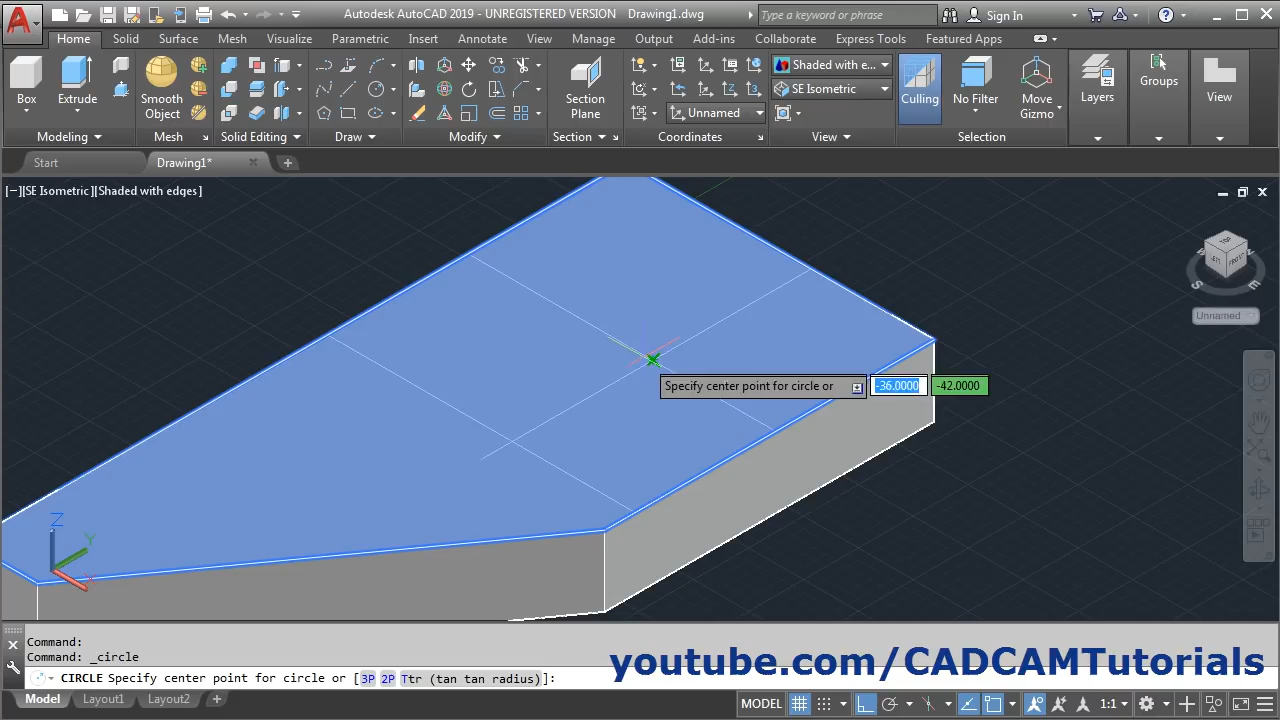 Autodesk AutoCAD 2019 - UNREGISTERED VERSION Drawing1.dwg
Type a keyword or phrase
Sign In
Home Solid Surface Mesh Visualize Parametric Insert Annotate View Manage Output Add-ins Collaborate Express Tools Featured Apps
Shaded with e...
SE Isometric
Unnamed
Box
Extrude
Smooth
Object
Section
Plane
Culling
No Filter
Move
Gizmo
Layers
Groups
View
Modeling Mesh Solid Editing Draw Modify Section Coordinates View Selection
Start
Drawing1*
[−][SE Isometric][Shaded with edges]
TOP
FRONT
S
E
Unnamed
Specify center point for circle or
-36.0000
-42.0000
Z
Y
X
Command:
Command: _circle
CIRCLE Specify center point for circle or [3P 2P Ttr (tan tan radius)]:
youtube.com/CADCAMTutorials
Model Layout1 Layout2
MODEL
1:1